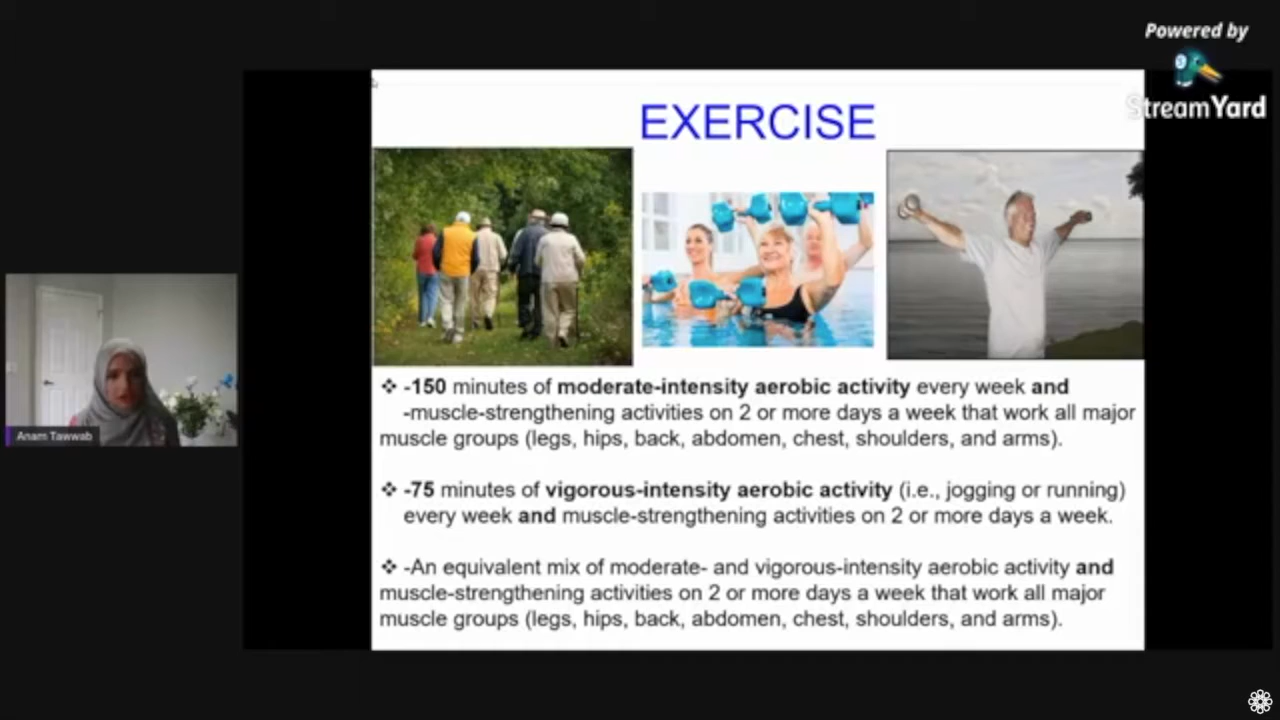 Powered by
StreamYard
EXERCISE
❖ -150 minutes of moderate-intensity aerobic activity every week and
-muscle-strengthening activities on 2 or more days a week that work all major
muscle groups (legs, hips, back, abdomen, chest, shoulders, and arms).
❖ -75 minutes of vigorous-intensity aerobic activity (i.e., jogging or running)
every week and muscle-strengthening activities on 2 or more days a week.
❖ -An equivalent mix of moderate- and vigorous-intensity aerobic activity and
muscle-strengthening activities on 2 or more days a week that work all major
muscle groups (legs, hips, back, abdomen, chest, shoulders, and arms).
Anam Tawwab